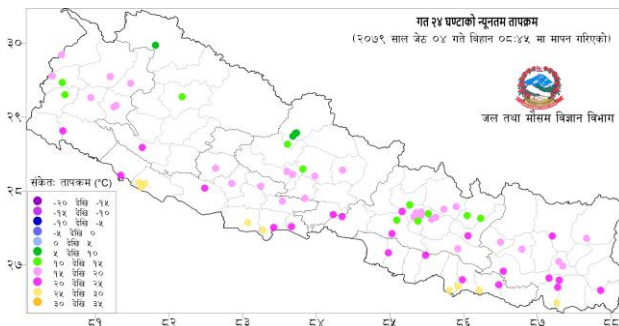 गत २४ घण्टाको न्यूनतम तापक्रम
(२०७९ साल जेठ ०४ गते बिहान ०८:४५ मा मापन गरिएको)
जल तथा मौसम विज्ञान विभाग
संकेत: तापक्रम (°C)
-२० देखि -१५
-१५ देखि -१०
-१० देखि -५
-५ देखि ०
० देखि ५
५ देखि १०
१० देखि १५
१५ देखि २०
२० देखि २५
२५ देखि ३०
३० देखि ३५
३०
२९
२८
२७
८१
८२
८३
८४
८५
८६
८७
८८